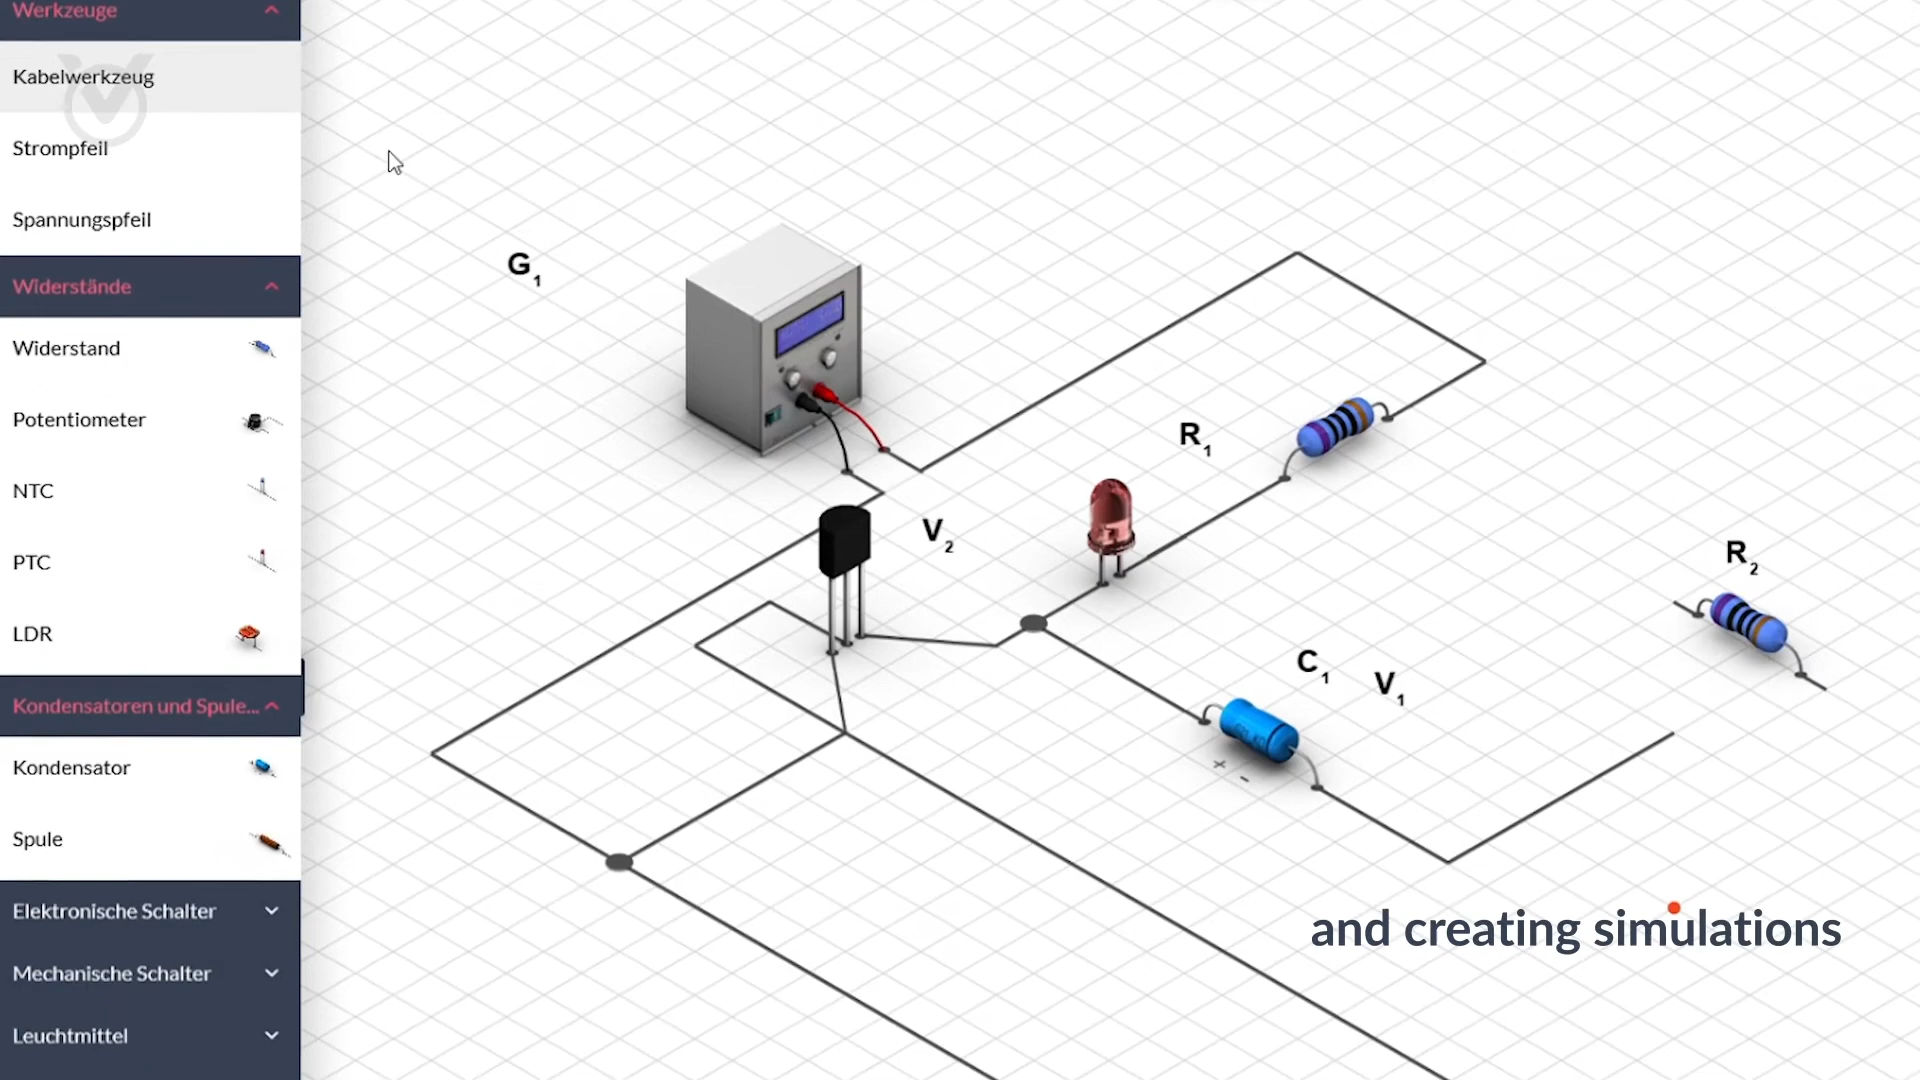 Werkzeuge
Kabelwerkzeug
Strompfeil
Spannungspfeil
Widerstände
Widerstand
Potentiometer
NTC
PTC
LDR
Kondensatoren und Spule...
Kondensator
Spule
Elektronische Schalter
Mechanische Schalter
Leuchtmittel
G1
R1
V2
R2
C1
V1
+ -
and creating simulations